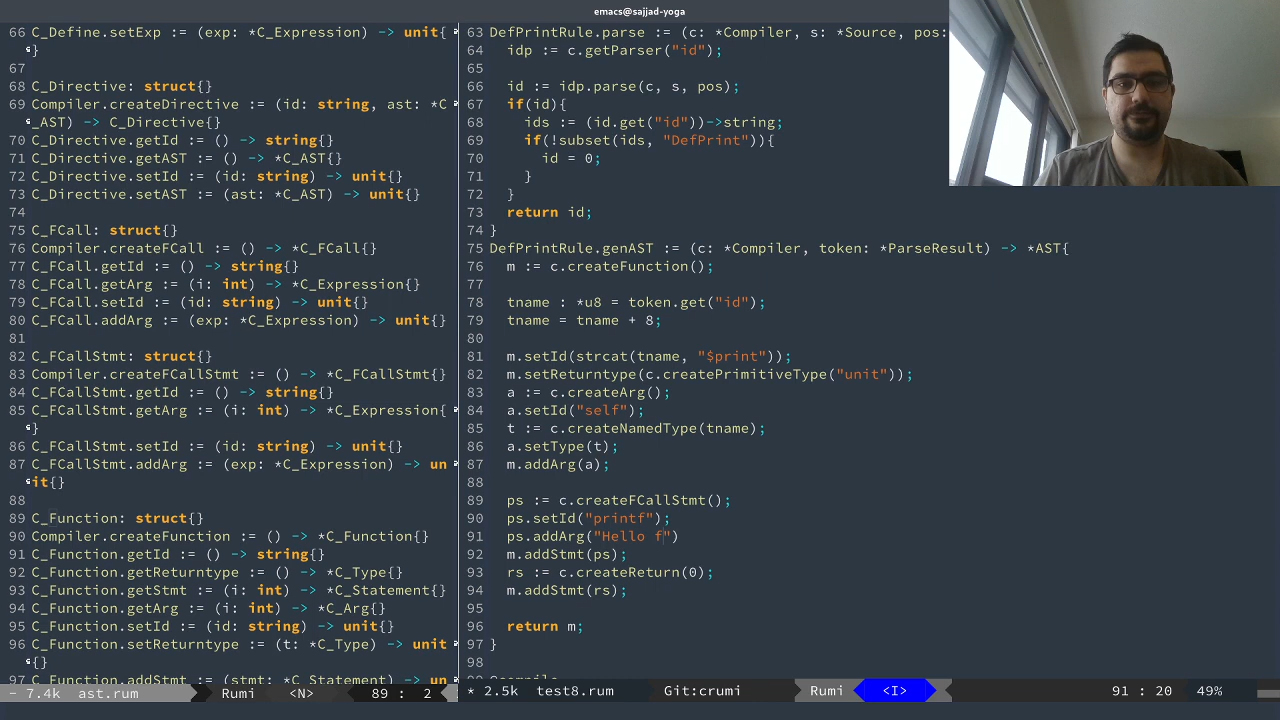 emacs@sajjad-yoga
66 C_Define.setExp := (exp: *C_Expression) -> unit{
}
67
68 C_Directive: struct{}
69 Compiler.createDirective := (id: string, ast: *C
_AST) -> C_Directive{}
70 C_Directive.getId := () -> string{}
71 C_Directive.getAST := () -> *C_AST{}
72 C_Directive.setId := (id: string) -> unit{}
73 C_Directive.setAST := (ast: *C_AST) -> unit{}
74
75 C_FCall: struct{}
76 Compiler.createFCall := () -> *C_FCall{}
77 C_FCall.getId := () -> string{}
78 C_FCall.getArg := (i: int) -> *C_Expression{}
79 C_FCall.setId := (id: string) -> unit{}
80 C_FCall.addArg := (exp: *C_Expression) -> unit{}
81
82 C_FCallStmt: struct{}
83 Compiler.createFCallStmt := () -> *C_FCallStmt{}
84 C_FCallStmt.getId := () -> string{}
85 C_FCallStmt.getArg := (i: int) -> *C_Expression{
}
86 C_FCallStmt.setId := (id: string) -> unit{}
87 C_FCallStmt.addArg := (exp: *C_Expression) -> un
it{}
88
89 C_Function: struct{}
90 Compiler.createFunction := () -> *C_Function{}
91 C_Function.getId := () -> string{}
92 C_Function.getReturntype := () -> *C_Type{}
93 C_Function.getStmt := (i: int) -> *C_Statement{}
94 C_Function.getArg := (i: int) -> *C_Arg{}
95 C_Function.setId := (id: string) -> unit{}
96 C_Function.setReturntype := (t: *C_Type) -> unit
{}
97 C_Function.addStmt := (stmt: *C_Statement) -> unit
- 7.4k ast.rum Rumi <N> 89 : 2
63 DefPrintRule.parse := (c: *Compiler, s: *Source, pos:
64 idp := c.getParser("id");
65
66 id := idp.parse(c, s, pos);
67 if(id){
68 ids := (id.get("id"))->string;
69 if(!subset(ids, "DefPrint")){
70 id = 0;
71 }
72 }
73 return id;
74 }
75 DefPrintRule.genAST := (c: *Compiler, token: *ParseResult) -> *AST{
76 m := c.createFunction();
77
78 tname : *u8 = token.get("id");
79 tname = tname + 8;
80
81 m.setId(strcat(tname, "$print"));
82 m.setReturntype(c.createPrimitiveType("unit"));
83 a := c.createArg();
84 a.setId("self");
85 t := c.createNamedType(tname);
86 a.setType(t);
87 m.addArg(a);
88
89 ps := c.createFCallStmt();
90 ps.setId("printf");
91 ps.addArg("Hello f")
92 m.addStmt(ps);
93 rs := c.createReturn(0);
94 m.addStmt(rs);
95
96 return m;
97 }
98
* 2.5k test8.rum Git:crumi Rumi <I> 91 : 20 49%